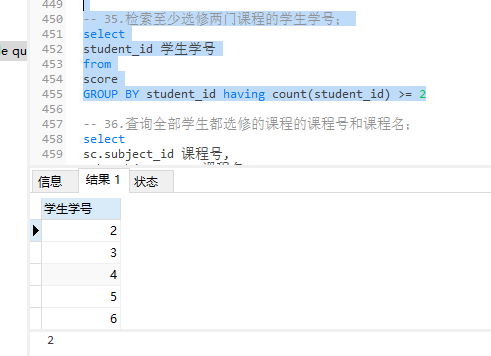 449
450 -- 35.检索至少选修两门课程的学生学号；
451 select
452 student_id 学生学号
453 from
454 score
455 GROUP BY student_id having count(student_id) >= 2
456
457 -- 36.查询全部学生都选修的课程的课程号和课程名；
458 select
459 sc.subject_id 课程号,
信息 结果 1 状态
学生学号
2
3
4
5
6
2